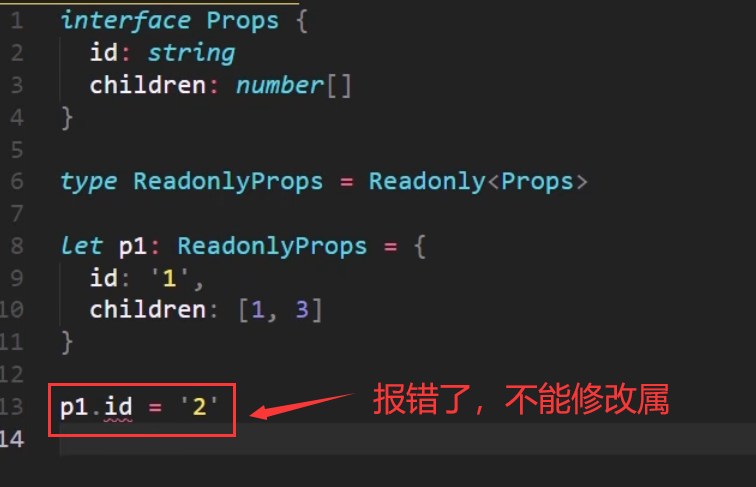 1 interface Props {
2 id: string
3 children: number[]
4 }
5
6 type ReadonlyProps = Readonly<Props>
7
8 let p1: ReadonlyProps = {
9 id: '1',
10 children: [1, 3]
11 }
12
13 p1.id = '2' 报错了，不能修改属
14